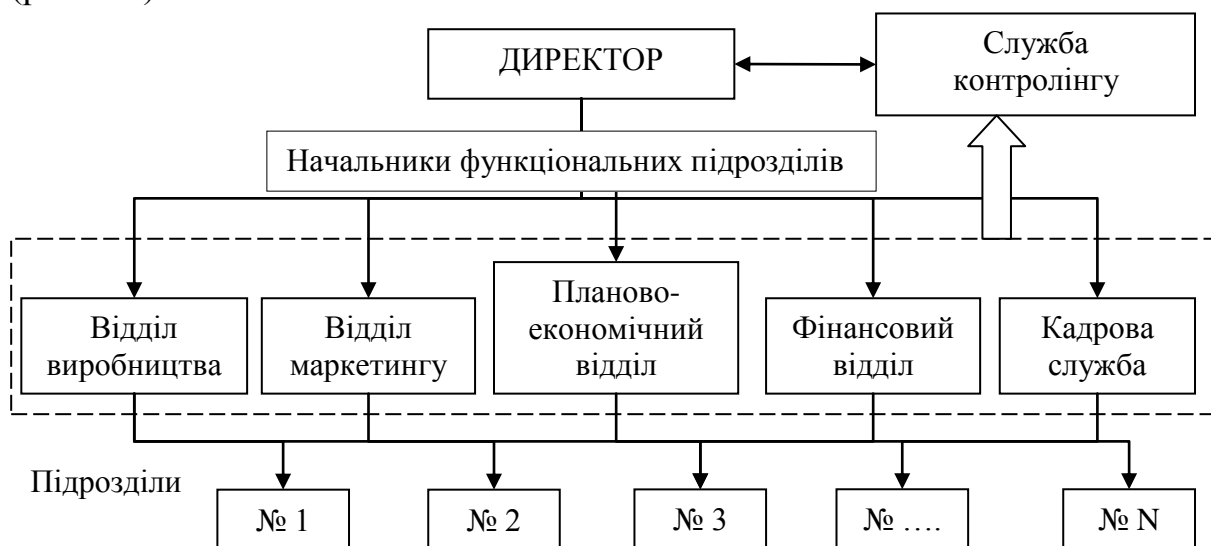 ДИРЕКТОР
Служба
контролінгу
Начальники функціональних підрозділів
Відділ
виробництва
Відділ
маркетингу
Планово-
економічний
відділ
Фінансовий
відділ
Кадрова
служба
Підрозділи
№ 1
№ 2
№ 3
№ ….
№ N